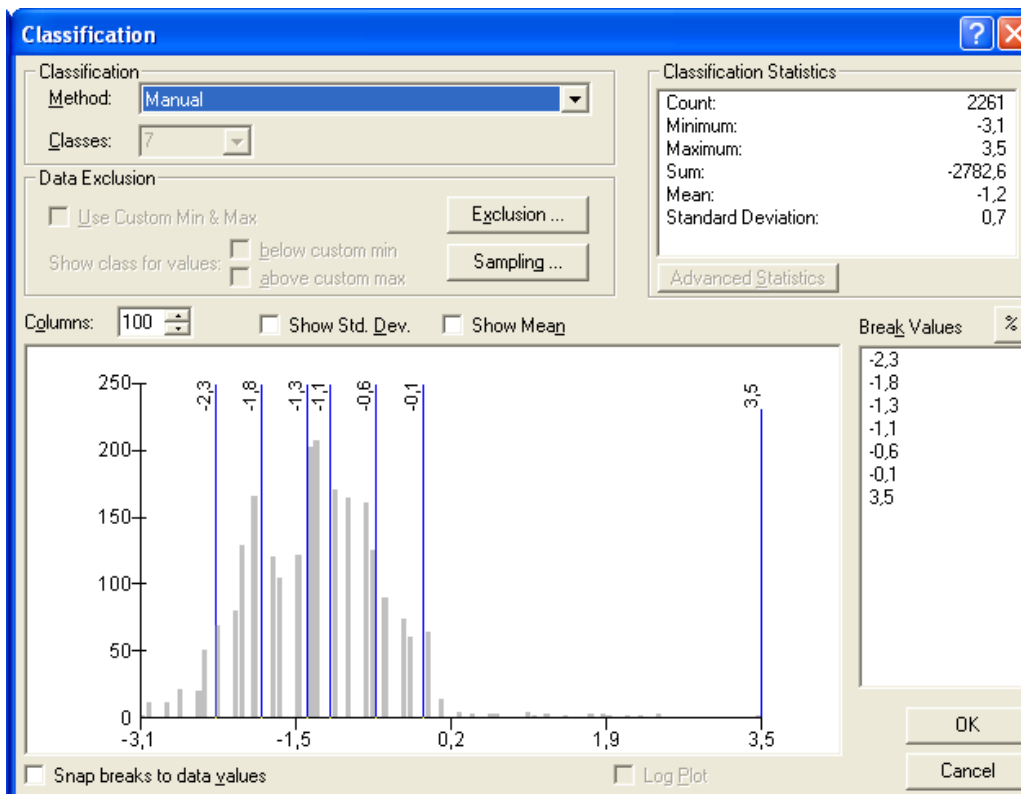 Classification
Classification
Method: Manual
Classes: 7
Data Exclusion
Use Custom Min & Max
Show class for values:
below custom min
above custom max
Exclusion ...
Sampling ...
Classification Statistics
Count: 2261
Minimum: -3,1
Maximum: 3,5
Sum: -2782,6
Mean: -1,2
Standard Deviation: 0,7
Advanced Statistics
Columns: 100 Show Std. Dev. Show Mean
Break Values %
-2,3
-1,8
-1,3
-1,1
-0,6
-0,1
3,5
250
200
150
100
50
0
-2,3 -1,8 -1,3 -1,1 -0,6 -0,1 3,5
-3,1 -1,5 0,2 1,9 3,5
OK
Cancel
Snap breaks to data values Log Plot